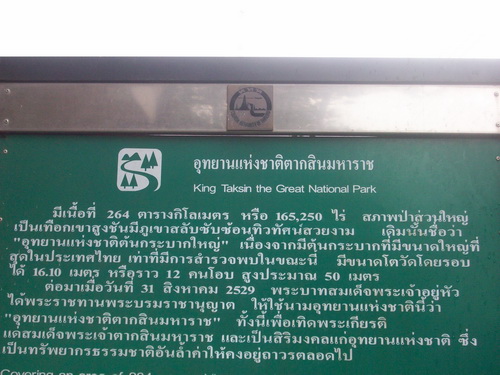 อุทยานแห่งชาติตากสินมหาราช
King Taksin the Great National Park
มีเนื้อที่ 264 ตารางกิโลเมตร หรือ 165,250 ไร่ สภาพป่าส่วนใหญ่
เป็นเทือกเขาสูงชันมีภูเขาสลับซับซ้อนทิวทัศน์สวยงาม เดิมนั้นชื่อว่า
"อุทยานแห่งชาติต้นกระบากใหญ่" เนื่องจากมีต้นกระบากที่มีขนาดใหญ่ที่
สุดในประเทศไทย เท่าที่มีการสำรวจพบในขณะนี้ มีขนาดโตวัดโดยรอบ
ได้ 16.10 เมตร หรือราว 12 คนโอบ สูงประมาณ 50 เมตร
ต่อมาเมื่อวันที่ 31 สิงหาคม 2529 พระบาทสมเด็จพระเจ้าอยู่หัว
ได้พระราชทานพระบรมราชานุญาต ให้ใช้นามอุทยานแห่งชาตินี้ว่า
"อุทยานแห่งชาติตากสินมหาราช" ทั้งนี้เพื่อเทิดพระเกียรติ
แด่สมเด็จพระเจ้าตากสินมหาราช และเป็นสิริมงคลแก่อุทยานแห่งชาติ ซึ่ง
เป็นทรัพยากรธรรมชาติอันล้ำค่าให้คงอยู่ถาวรตลอดไป
Covering an area of 264